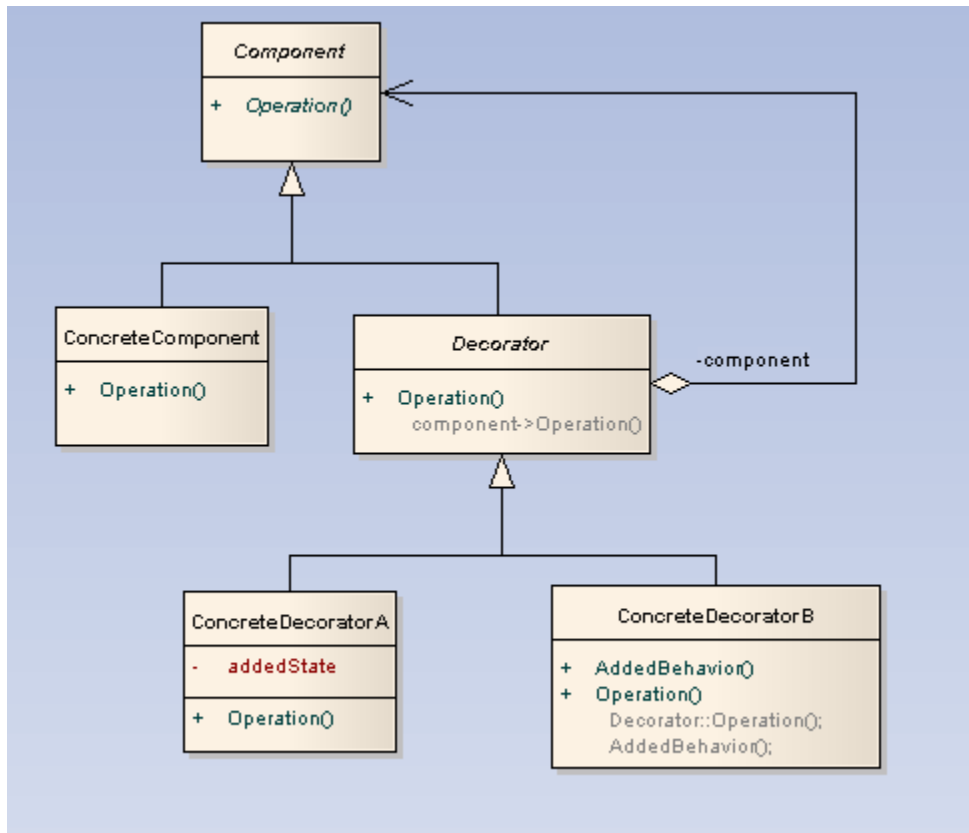 Component
+ Operation()
ConcreteComponent
+ Operation()
Decorator
+ Operation()
component->Operation()
-component
ConcreteDecoratorA
- addedState
+ Operation()
ConcreteDecoratorB
+ AddedBehavior()
+ Operation()
Decorator::Operation();
AddedBehavior();